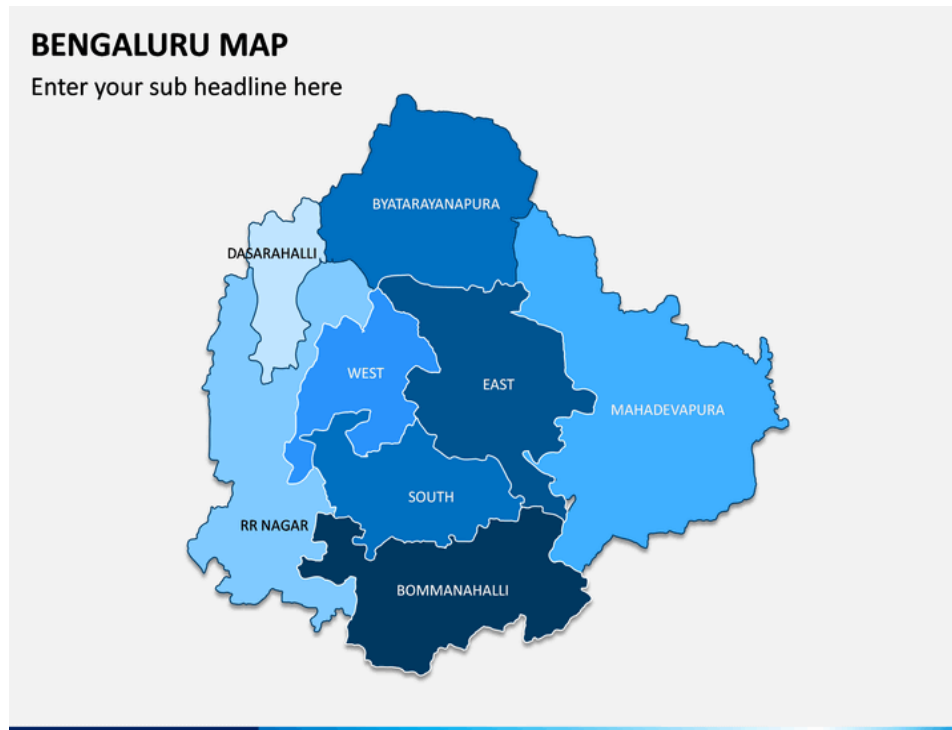 BENGALURU MAP
Enter your sub headline here
BYATARAYANAPURA
DASARAHALLI
WEST
EAST
MAHADEVAPURA
SOUTH
RR NAGAR
BOMMANAHALLI